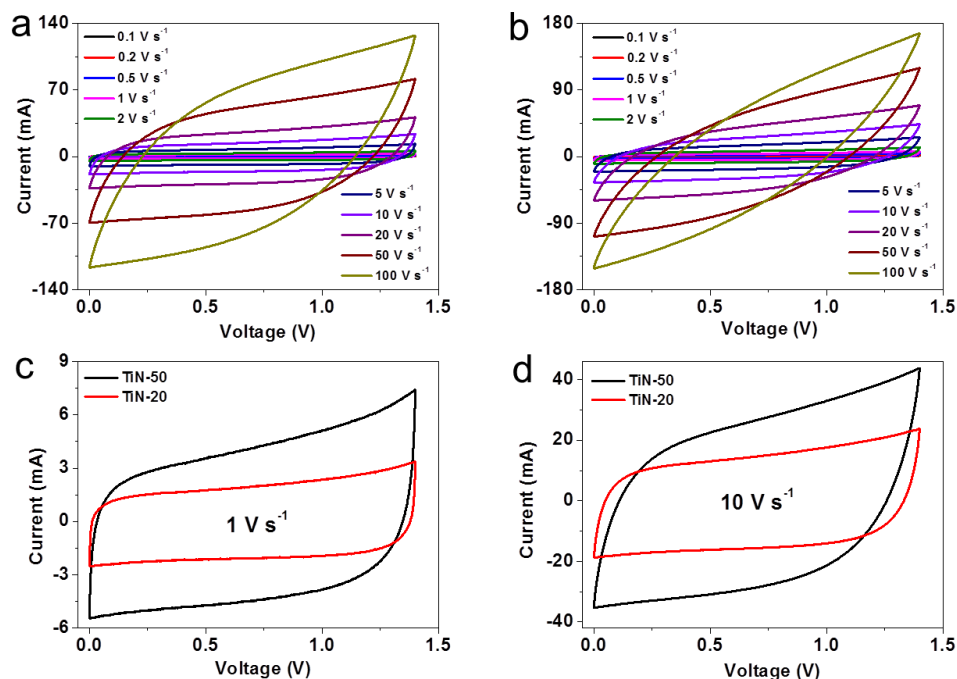 a
140
70
0
-70
-140
Current (mA)
0.1 V s⁻¹
0.2 V s⁻¹
0.5 V s⁻¹
1 V s⁻¹
2 V s⁻¹
5 V s⁻¹
10 V s⁻¹
20 V s⁻¹
50 V s⁻¹
100 V s⁻¹
0.0 0.5 1.0 1.5
Voltage (V)
b
180
90
0
-90
-180
Current (mA)
0.1 V s⁻¹
0.2 V s⁻¹
0.5 V s⁻¹
1 V s⁻¹
2 V s⁻¹
5 V s⁻¹
10 V s⁻¹
20 V s⁻¹
50 V s⁻¹
100 V s⁻¹
0.0 0.5 1.0 1.5
Voltage (V)
c
9
6
3
0
-3
-6
Current (mA)
TiN-50
TiN-20
1 V s⁻¹
0.0 0.5 1.0 1.5
Voltage (V)
d
40
20
0
-20
-40
Current (mA)
TiN-50
TiN-20
10 V s⁻¹
0.0 0.5 1.0 1.5
Voltage (V)